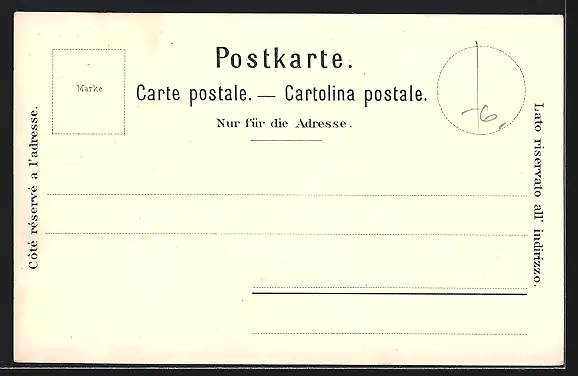 Postkarte.
Marke
Carte postale. — Cartolina postale.
Nur für die Adresse.
-6.
Côté réservé a l'adresse.
Lato riservato all' indirizzo.